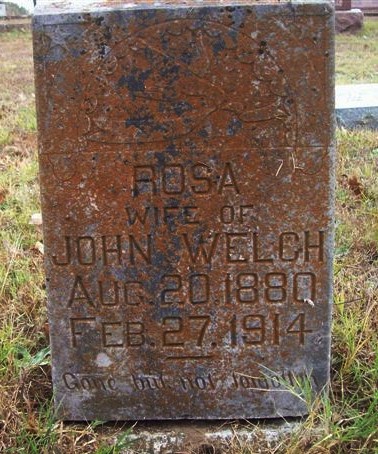 ROSA
WIFE OF
JOHN WELCH
AUG. 20. 1880
FEB. 27. 1914
Gone but not